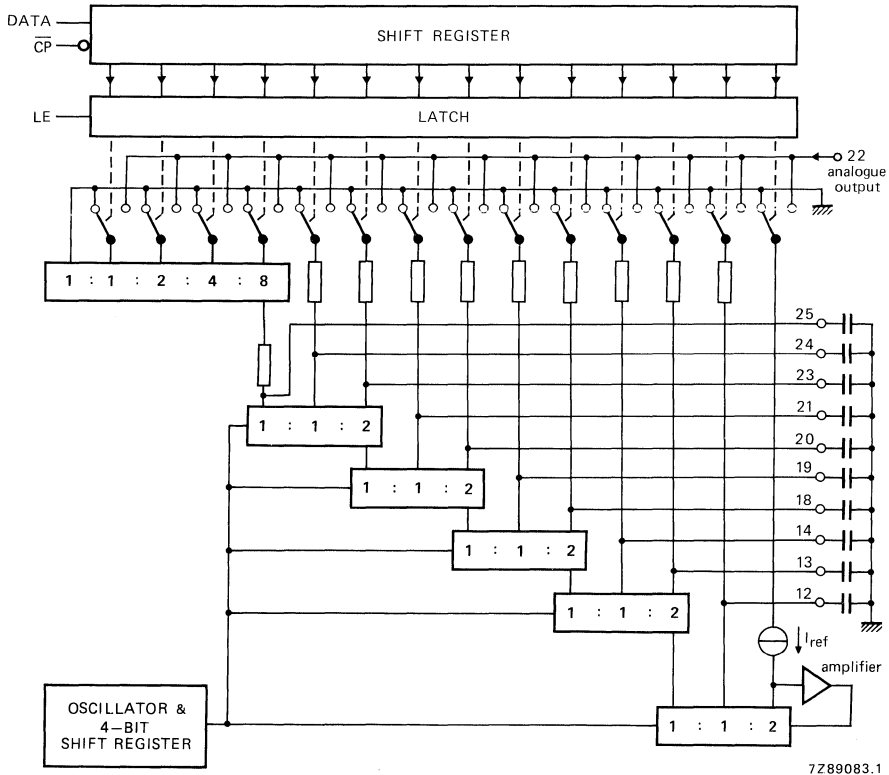 DATA
CP
SHIFT REGISTER
LE
LATCH
22
analogue
output
1 : 1 : 2 : 4 : 8
25
24
23
1 : 1 : 2
21
20
1 : 1 : 2
19
18
1 : 1 : 2
14
13
1 : 1 : 2
12
Iref
amplifier
OSCILLATOR &
4-BIT
SHIFT REGISTER
1 : 1 : 2
7Z89083.1